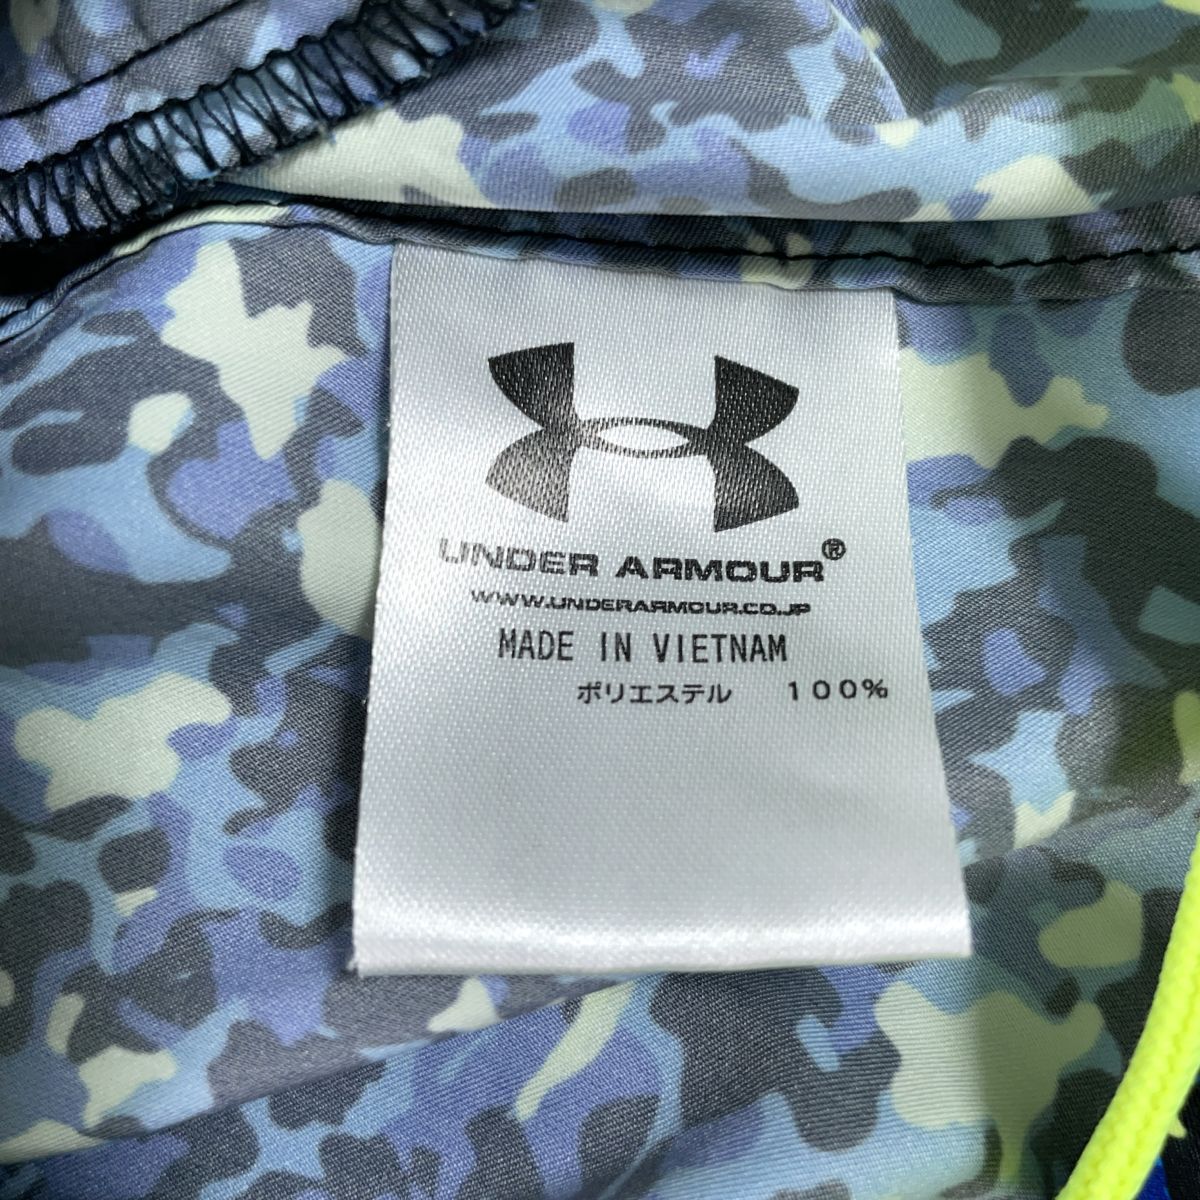 UNDER ARMOUR®
WWW.UNDERARMOUR.CO.JP
MADE IN VIETNAM
ポリエステル 100%